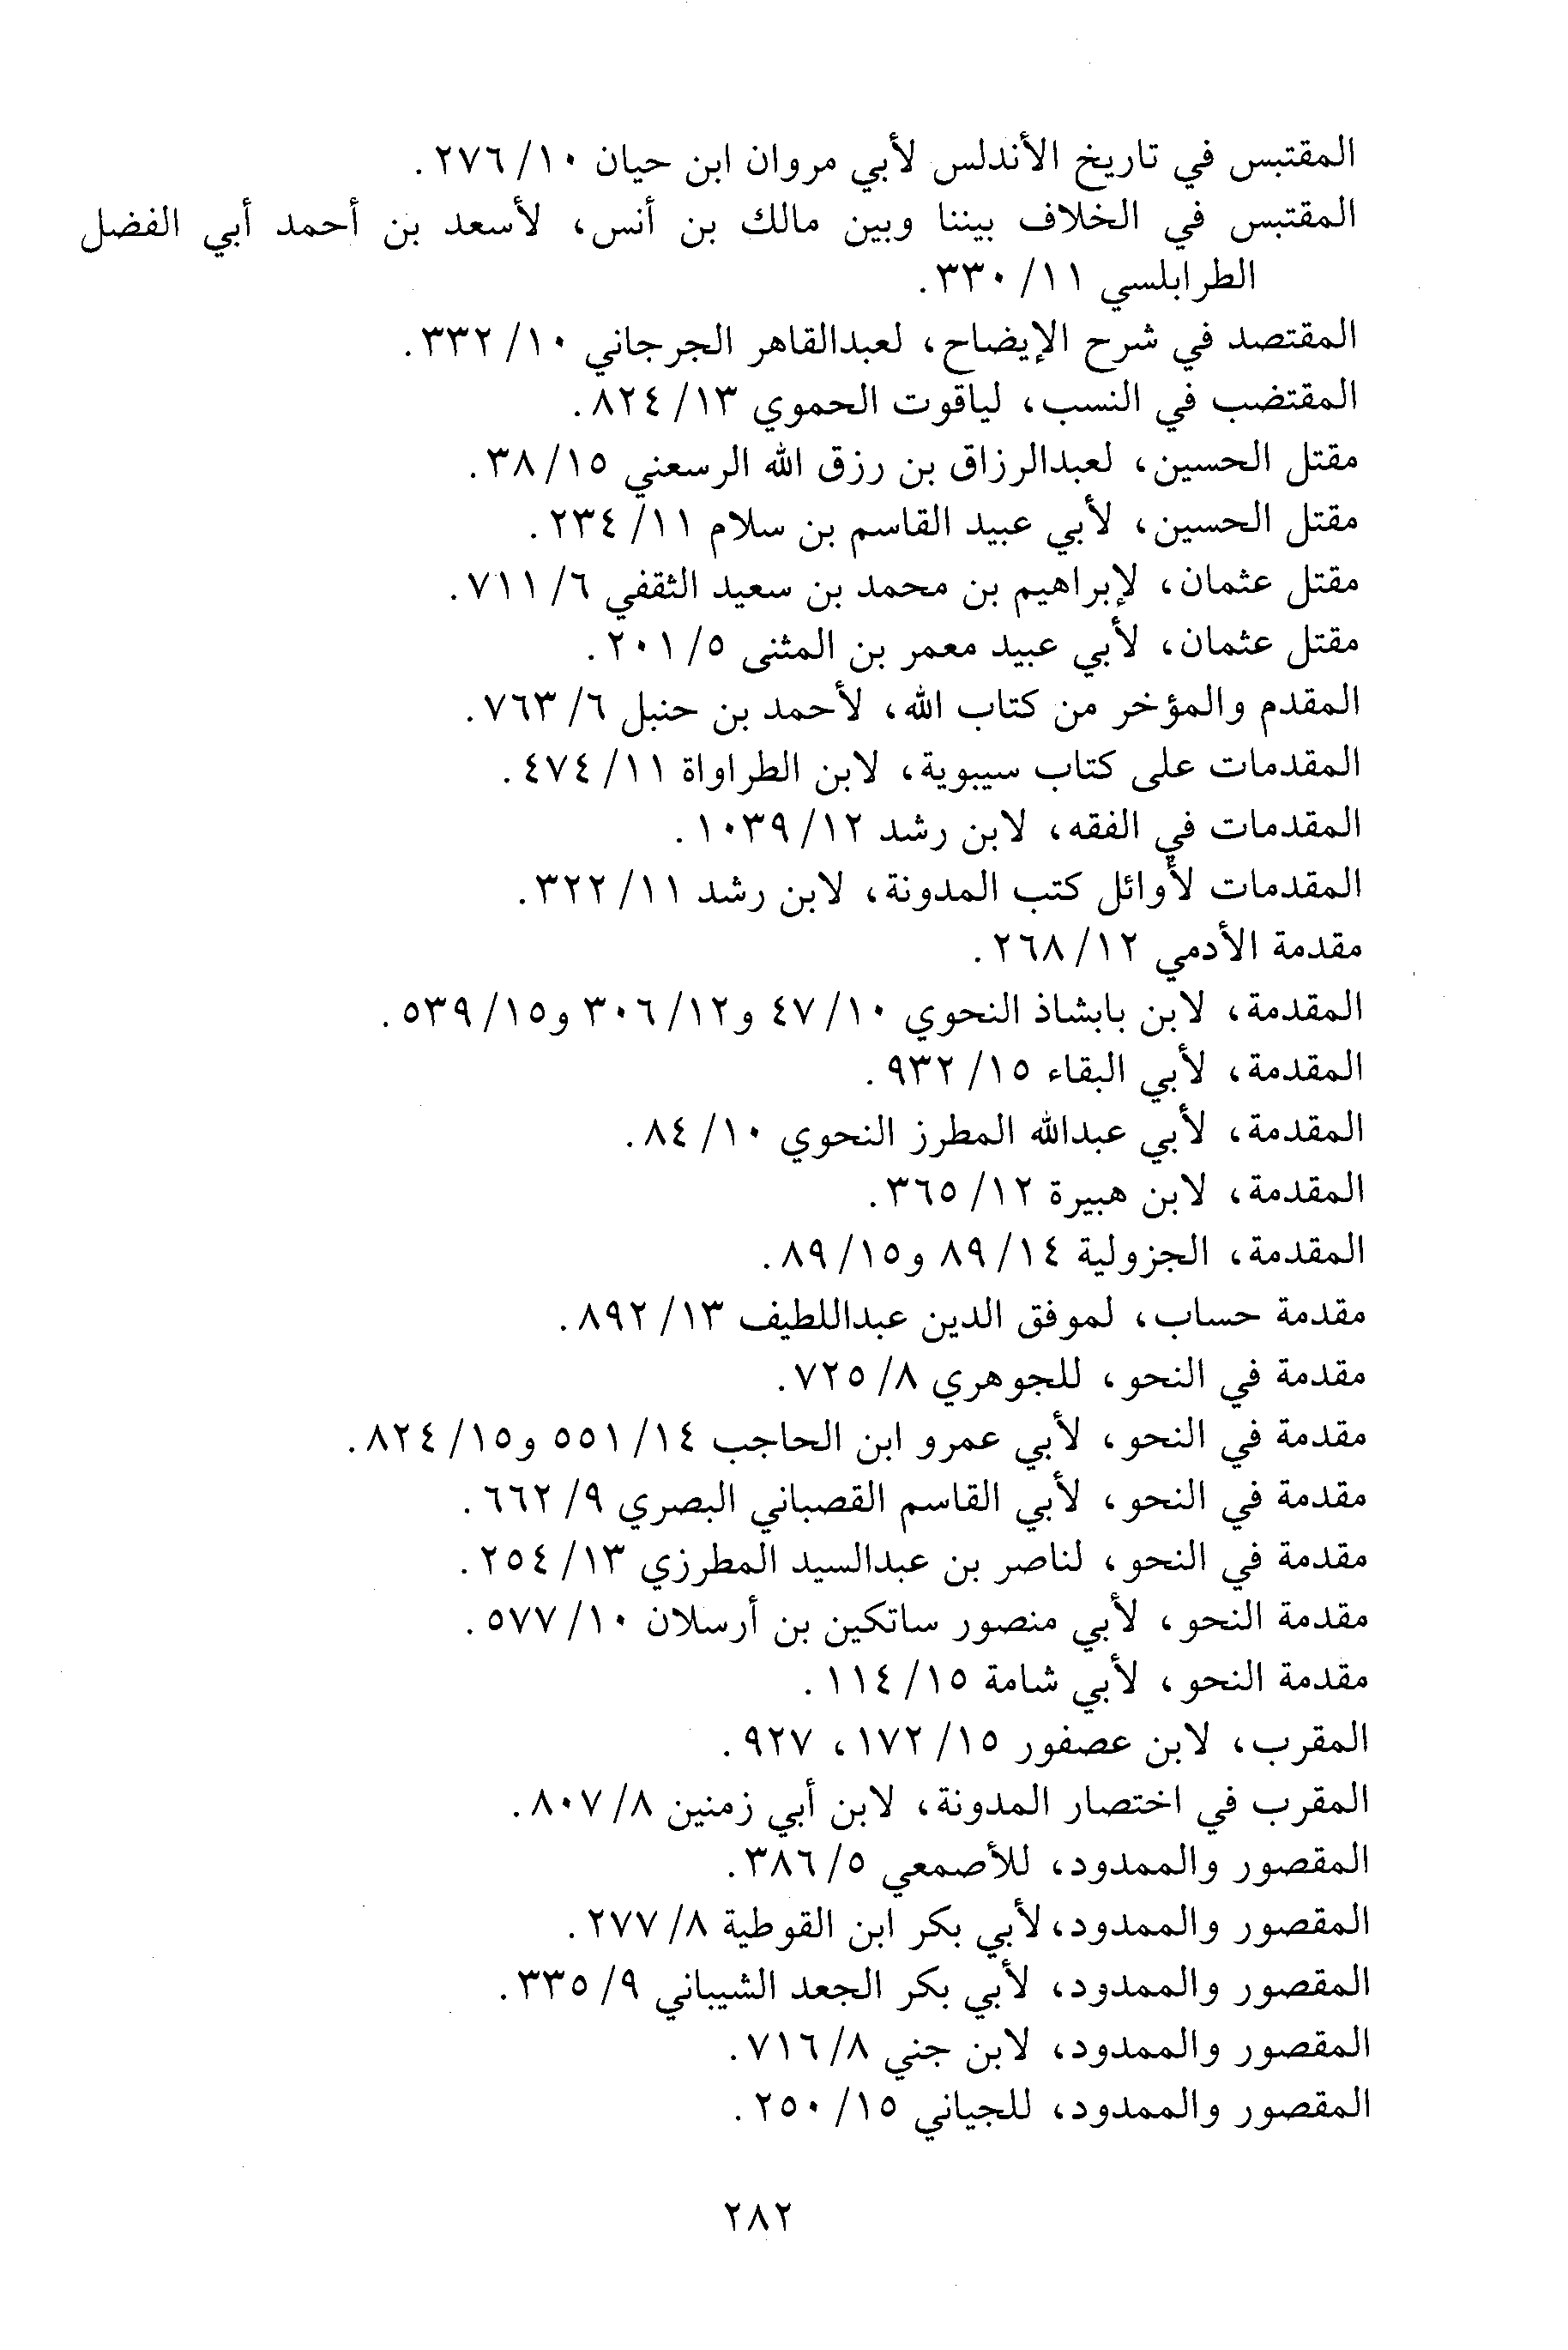 المقتبس في تاريخ الأندلس لأبي مروان ابن حيان ١٠/ ٢٧٦.
المقتبس في الخلاف بيننا وبين مالك بن أنس، لأسعد بن أحمد أبي الفضل
الطرابلسي ١١/ ٣٣٠.
المقتصد في شرح الإيضاح، لعبدالقاهر الجرجاني ١٠/ ٣٣٢.
المقتضب في النسب، لياقوت الحموي ١٣/ ٨٢٤.
مقتل الحسين، لعبدالرزاق بن رزق الله الرسعني ١٥/ ٣٨.
مقتل الحسين، لأبي عبيد القاسم بن سلام ١١/ ٢٣٤.
مقتل عثمان، لإبراهيم بن محمد بن سعيد الثقفي ٦/ ٧١١.
مقتل عثمان، لأبي عبيد معمر بن المثنى ٥/ ٢٠١.
المقدم والمؤخر من كتاب الله، لأحمد بن حنبل ٦/ ٧٦٣.
المقدمات على كتاب سيبوية، لابن الطراواة ١١/ ٤٧٤.
المقدمات في الفقه، لابن رشد ١٢/ ١٠٣٩.
المقدمات لأوائل كتب المدونة، لابن رشد ١١/ ٣٢٢.
مقدمة الأدمي ١٢/ ٢٦٨.
المقدمة، لابن بابشاذ النحوي ١٠/ ٤٧ و١٢/ ٣٠٦ و١٥/ ٥٣٩.
المقدمة، لأبي البقاء ١٥/ ٩٣٢.
المقدمة، لأبي عبدالله المطرز النحوي ١٠/ ٨٤.
المقدمة، لابن هبيرة ١٢/ ٣٦٥.
المقدمة، الجزولية ١٤/ ٨٩ و١٥/ ٨٩.
مقدمة حساب، لموفق الدين عبداللطيف ١٣/ ٨٩٢.
مقدمة في النحو، للجوهري ٨/ ٧٢٥.
مقدمة في النحو، لأبي عمرو ابن الحاجب ١٤/ ٥٥١ و١٥/ ٨٢٤.
مقدمة في النحو، لأبي القاسم القصباني البصري ٩/ ٦٦٢.
مقدمة في النحو، لناصر بن عبدالسيد المطرزي ١٣/ ٢٥٤.
مقدمة النحو، لأبي منصور ساتكين بن أرسلان ١٠/ ٥٧٧.
مقدمة النحو، لأبي شامة ١٥/ ١١٤.
المقرب، لابن عصفور ١٥/ ١٧٢، ٩٢٧.
المقرب في اختصار المدونة، لابن أبي زمنين ٨/ ٨٠٧.
المقصور والممدود، للأصمعي ٥/ ٣٨٦.
المقصور والممدود، لأبي بكر ابن القوطية ٨/ ٢٧٧.
المقصور والممدود، لأبي بكر الجعد الشيباني ٩/ ٣٣٥.
المقصور والممدود، لابن جني ٨/ ٧١٦.
المقصور والممدود، للجياني ١٥/ ٢٥٠.
٢٨٢